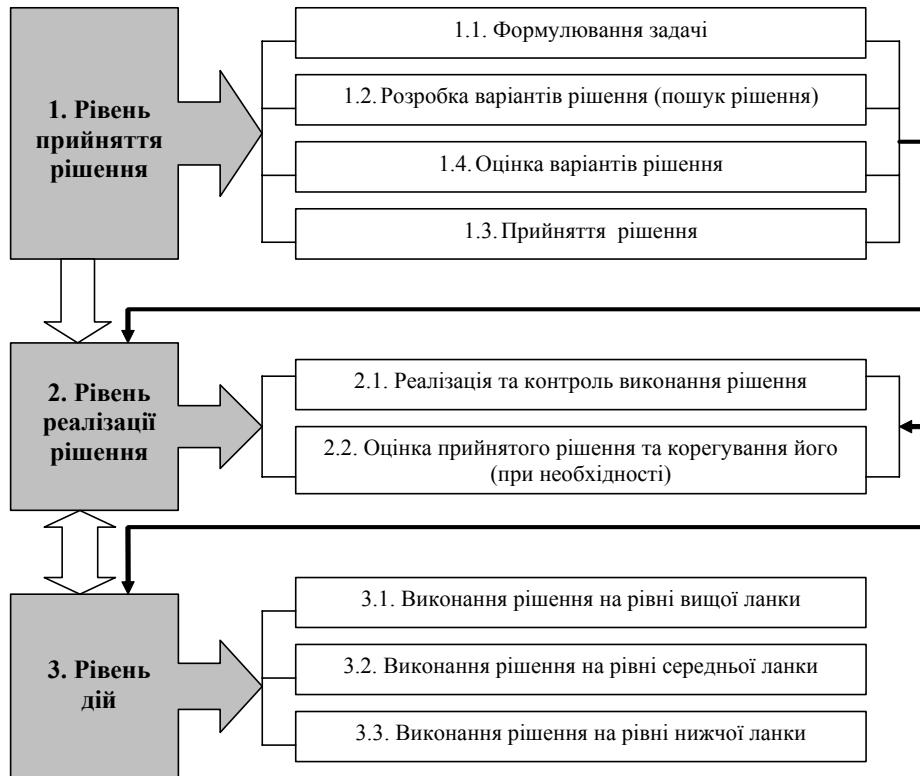 1. Рівень
прийняття
рішення
1.1. Формулювання задачі
1.2. Розробка варіантів рішення (пошук рішення)
1.4. Оцінка варіантів рішення
1.3. Прийняття рішення
2. Рівень
реалізації
рішення
2.1. Реалізація та контроль виконання рішення
2.2. Оцінка прийнятого рішення та корегування його
(при необхідності)
3. Рівень
дій
3.1. Виконання рішення на рівні вищої ланки
3.2. Виконання рішення на рівні середньої ланки
3.3. Виконання рішення на рівні нижчої ланки